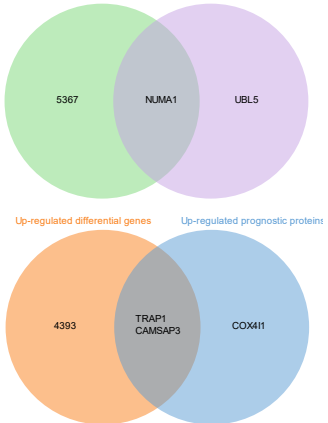 5367
NUMA1
UBL5
Up-regulated differential genes
Up-regulated prognostic proteins
TRAP1
4393
COX4I1
CAMSAP3